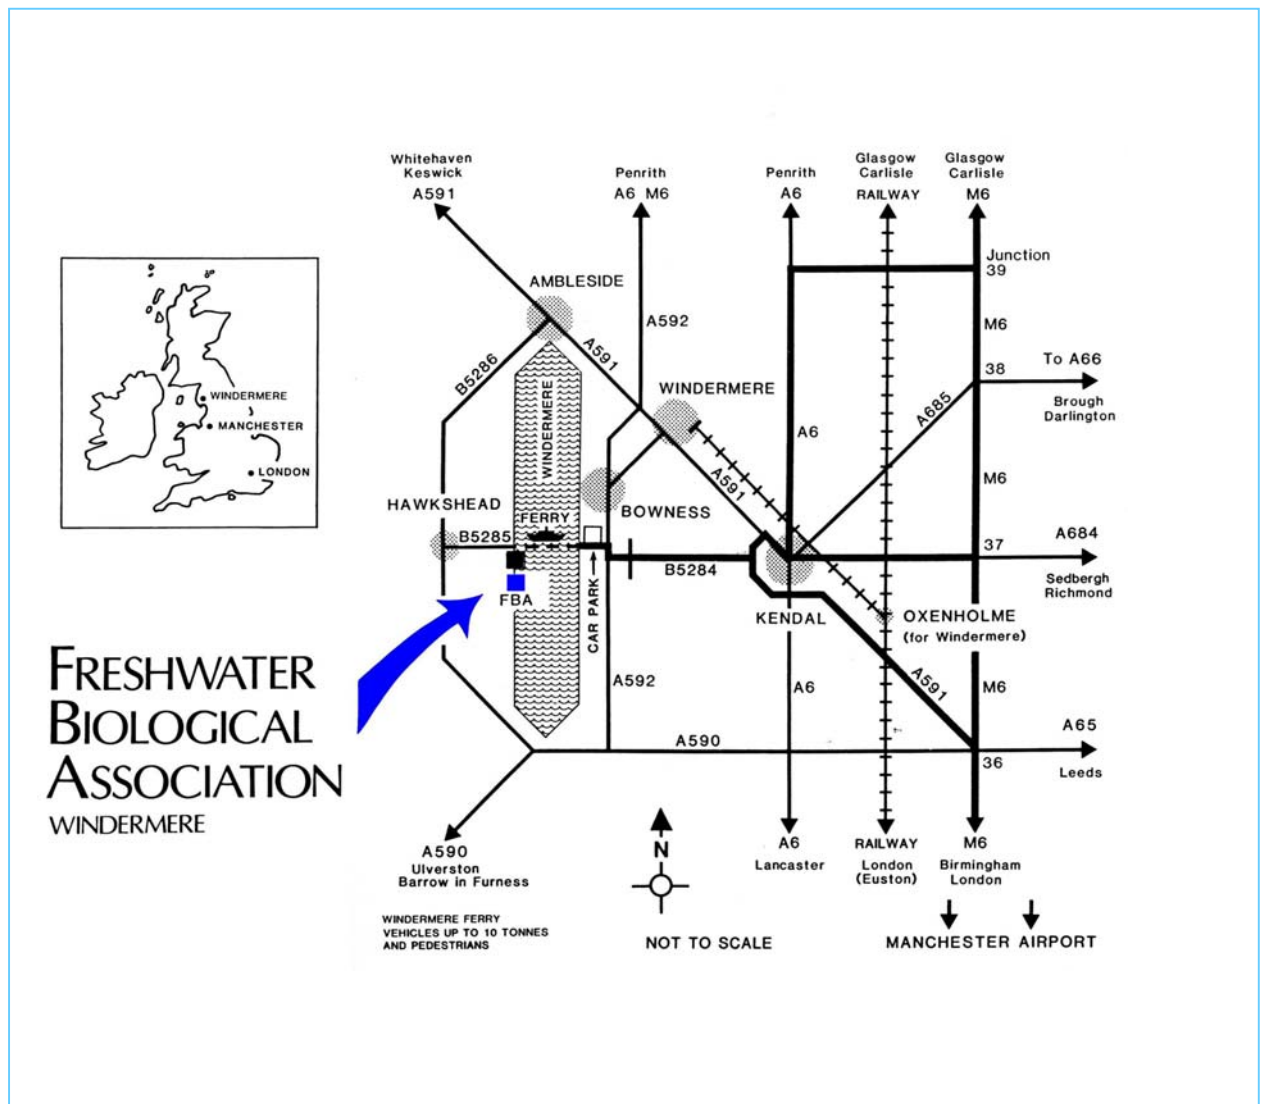 Whitehaven
Keswick
A591
Penrith
A6 M6
Penrith
A6
Glasgow
Carlisle
RAILWAY
Glasgow
Carlisle
M6
Junction
39
AMBLESIDE
A592
A591
M6
B5286
WINDERMERE
38
To A66
Brough
Darlington
WINDERMERE
MANCHESTER
LONDON
WINDERMERE
A685
A6
A591
M6
HAWKSHEAD
BOWNESS
FERRY
B5285
37
A684
B5284
Sedbergh
Richmond
FBA
CAR PARK
KENDAL
OXENHOLME
(for Windermere)
FRESHWATER
BIOLOGICAL
ASSOCIATION
WINDERMERE
A592
A6
A591
M6
A65
A590
36
Leeds
A590
Ulverston
Barrow in Furness
N
A6
Lancaster
RAILWAY
London
(Euston)
M6
Birmingham
London
WINDERMERE FERRY
VEHICLES UP TO 10 TONNES
AND PEDESTRIANS
NOT TO SCALE
MANCHESTER AIRPORT